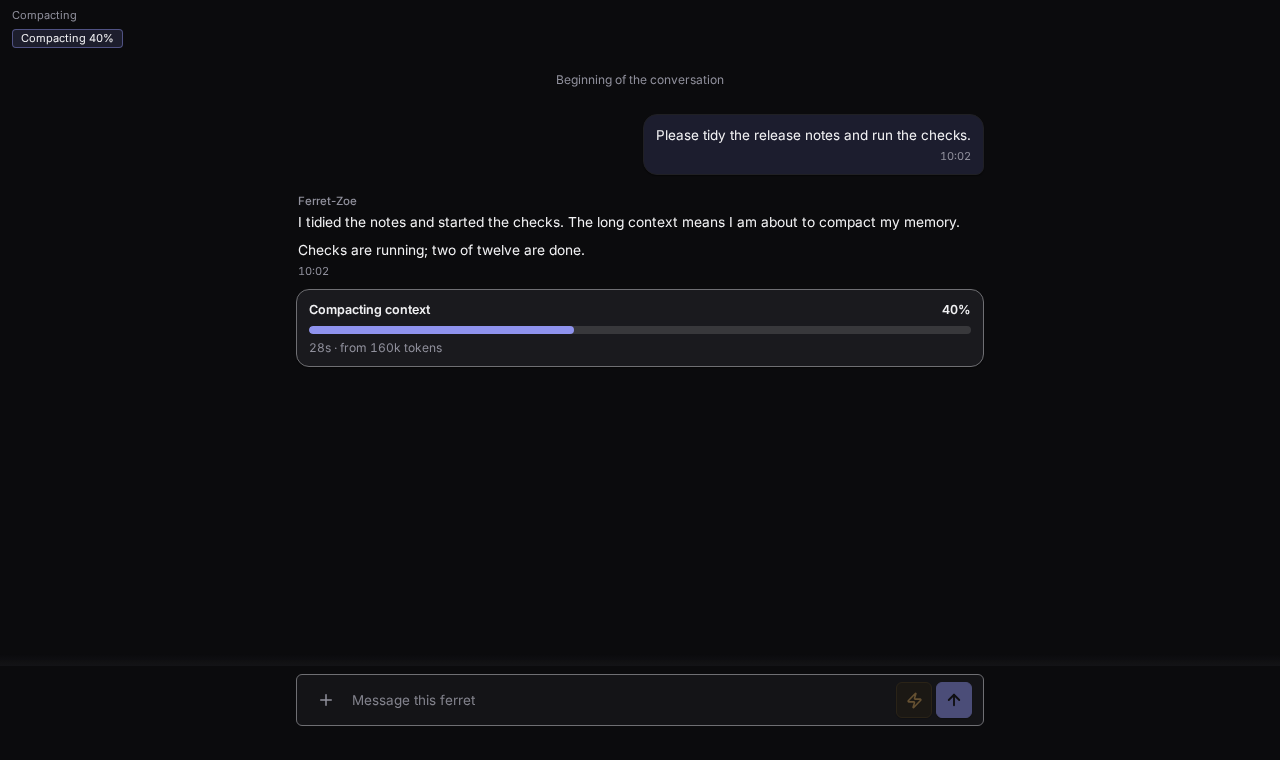 Compacting
Compacting 40%
Beginning of the conversation
Please tidy the release notes and run the checks.
10:02
Ferret-Zoe
I tidied the notes and started the checks. The long context means I am about to compact my memory.
Checks are running; two of twelve are done.
10:02
Compacting context 40%
28s · from 160k tokens
Message this ferret